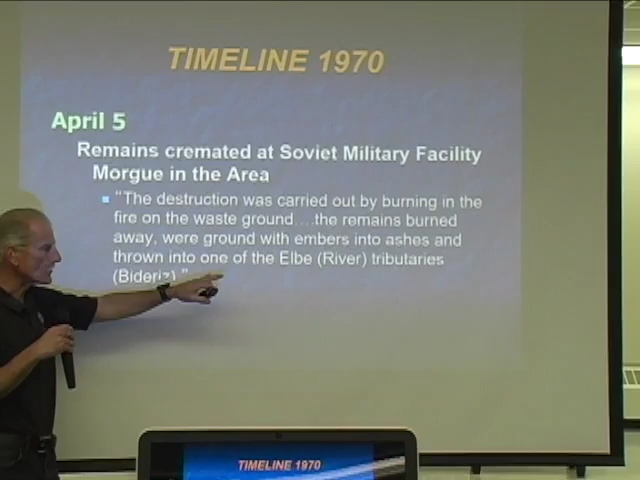 TIMELINE 1970
April 5
Remains cremated at Soviet Military Facility
Morgue in the Area
"The destruction was carried out by burning in the
fire on the waste ground....the remains burned
away, were ground with embers into ashes and
thrown into one of the Elbe (River) tributaries
(Bideriz)."
TIMELINE 1970